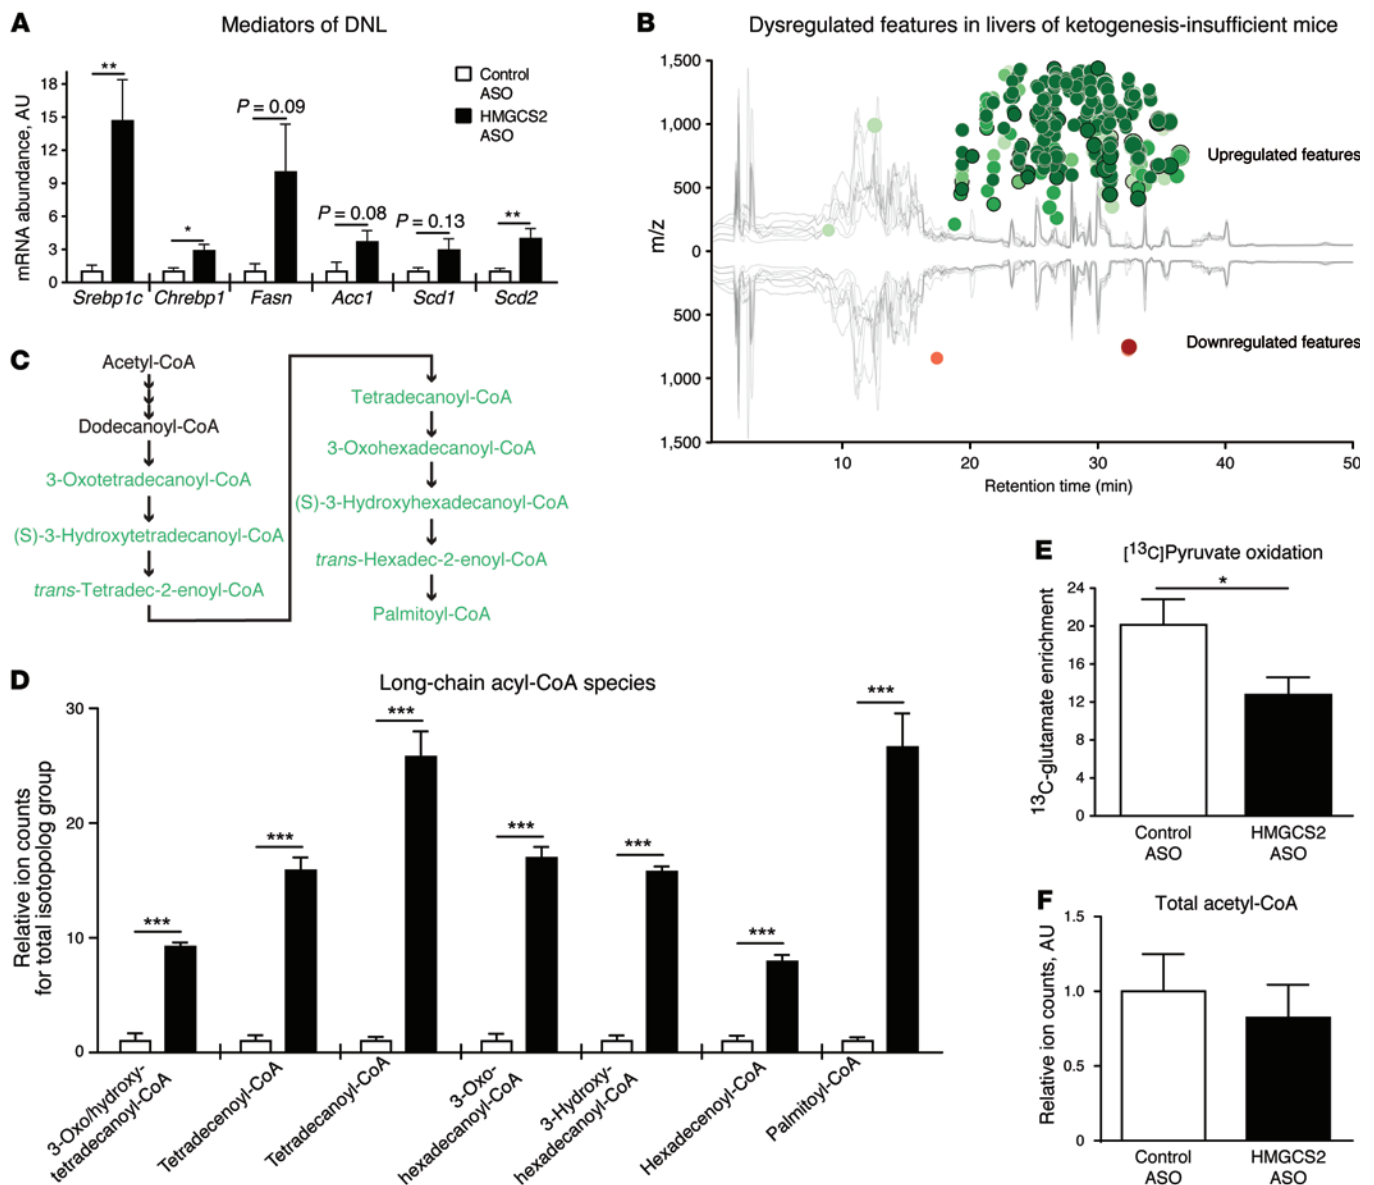 A
Mediators of DNL
mRNA abundance, AU
18
15
12
9
6
3
0
**
*
P = 0.09
P = 0.08
P = 0.13
**
Control
ASO
HMGCS2
ASO
Srebp1c
Chrebp1
Fasn
Acc1
Scd1
Scd2
B
Dysregulated features in livers of ketogenesis-insufficient mice
m/z
1,500
1,000
500
0
500
1,000
1,500
Upregulated features
Downregulated features
10
20
30
40
50
Retention time (min)
C
Acetyl-CoA
Dodecanoyl-CoA
3-Oxotetradecanoyl-CoA
(S)-3-Hydroxytetradecanoyl-CoA
trans-Tetradec-2-enoyl-CoA
Tetradecanoyl-CoA
3-Oxohexadecanoyl-CoA
(S)-3-Hydroxyhexadecanoyl-CoA
trans-Hexadec-2-enoyl-CoA
Palmitoyl-CoA
D
Long-chain acyl-CoA species
Relative ion counts
for total isotopolog group
30
20
10
0
***
***
***
***
***
***
***
3-Oxo/hydroxy-
tetradecanoyl-CoA
Tetradecenoyl-CoA
Tetradecanoyl-CoA
3-Oxo-
hexadecanoyl-CoA
3-Hydroxy-
hexadecanoyl-CoA
Hexadecenoyl-CoA
Palmitoyl-CoA
E
[¹³C]Pyruvate oxidation
¹³C-glutamate enrichment
24
20
16
12
8
4
0
*
Control
ASO
HMGCS2
ASO
F
Total acetyl-CoA
Relative ion counts, AU
1.5
1.0
0.5
0
Control
ASO
HMGCS2
ASO